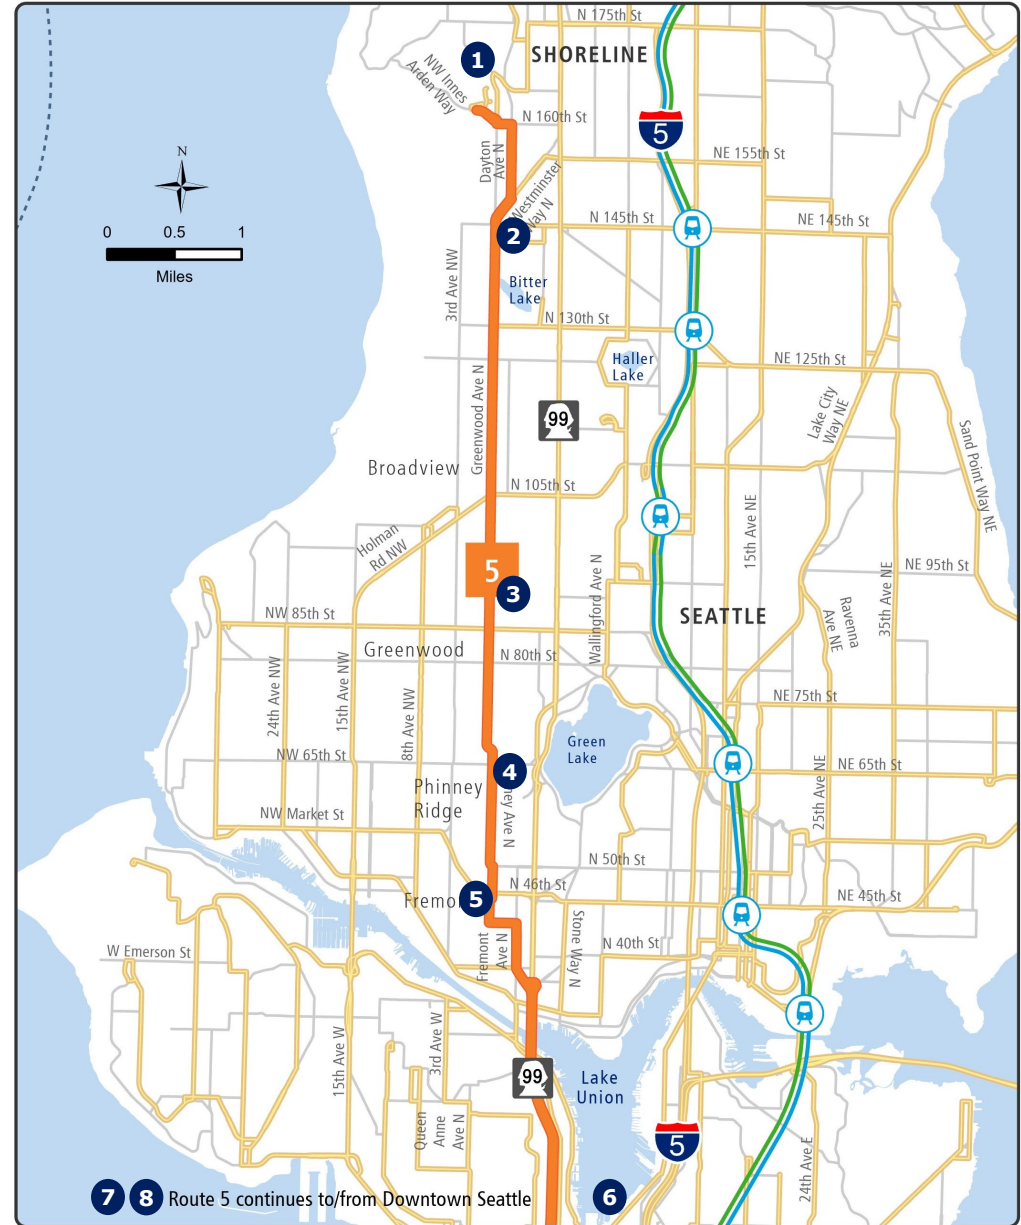 N 175th St
SHORELINE
1
NW Innes
Arden Way
N 160th St
5
Dayton
Ave N
NE 155th St
N
Westminster
Way N
N 145th St
NE 145th St
2
0 0.5 1
Miles
3rd Ave NW
Bitter
Lake
N 130th St
Haller
Lake
NE 125th St
Greenwood Ave N
99
Lake City
Way NE
Sand Point Way NE
Broadview
N 105th St
15th Ave NE
Holman
Rd NW
5
3
Wallingford Ave N
NE 95th St
35th Ave NE
Ravenna
Ave NE
NW 85th St
SEATTLE
Greenwood
N 80th St
24th Ave NW
15th Ave NW
8th Ave NW
NE 75th St
Green
Lake
NW 65th St
4
NE 65th St
Phinney
Ridge
ney Ave N
25th Ave NE
NW Market St
N 50th St
N 46th St
NE 45th St
Fremo
5
Stone Way N
N 40th St
Fremont
Ave N
W Emerson St
15th Ave W
3rd Ave W
99
Lake
Union
Queen
Anne
Ave N
5
24th Ave E
7 8 Route 5 continues to/from Downtown Seattle
6